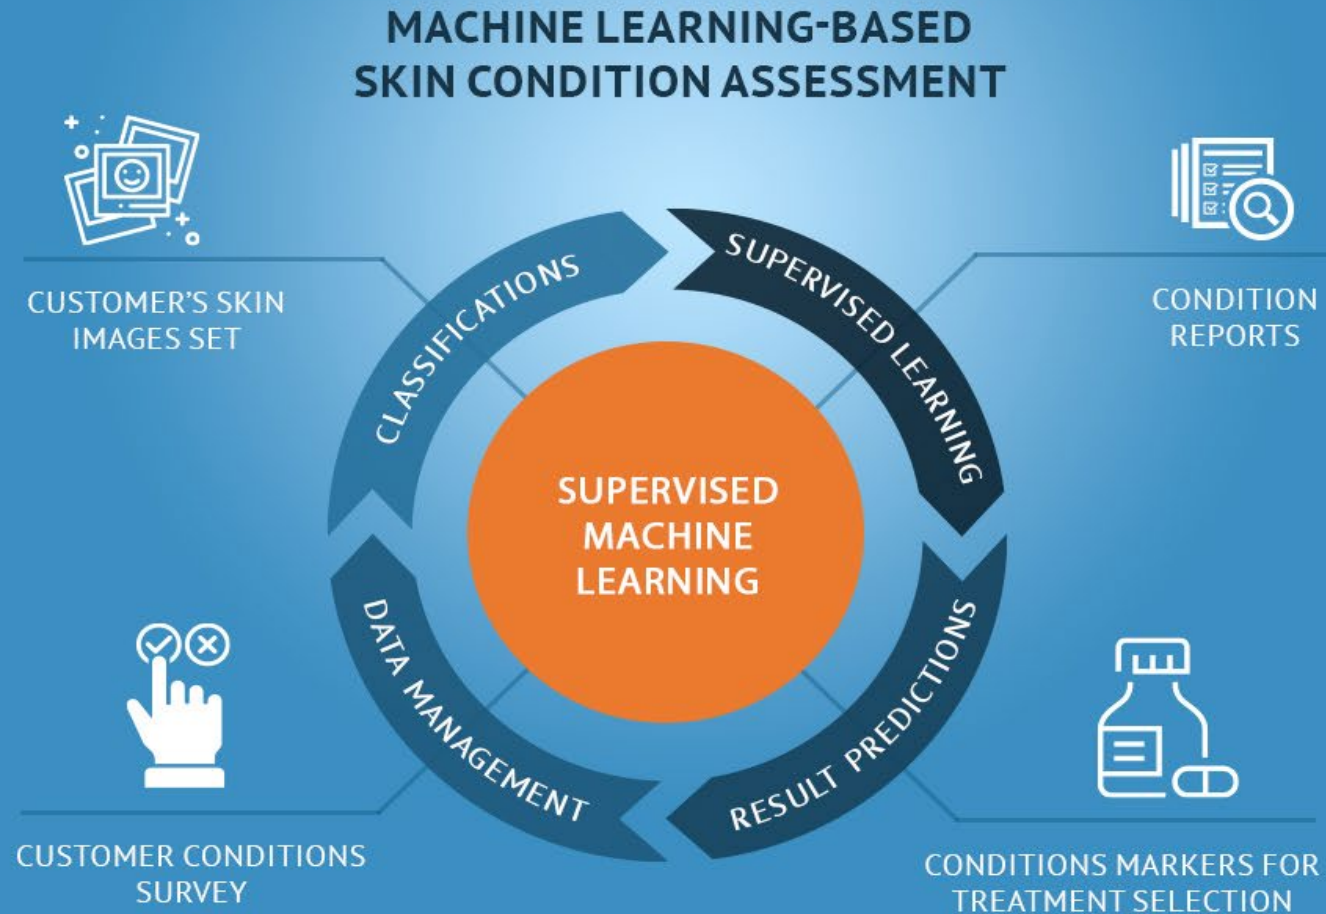 MACHINE LEARNING-BASED
SKIN CONDITION ASSESSMENT
CUSTOMER'S SKIN
IMAGES SET
CONDITION
REPORTS
CLASSIFICATIONS
SUPERVISED LEARNING
SUPERVISED
MACHINE
LEARNING
DATA MANAGEMENT
RESULT PREDICTIONS
CUSTOMER CONDITIONS
SURVEY
CONDITIONS MARKERS FOR
TREATMENT SELECTION